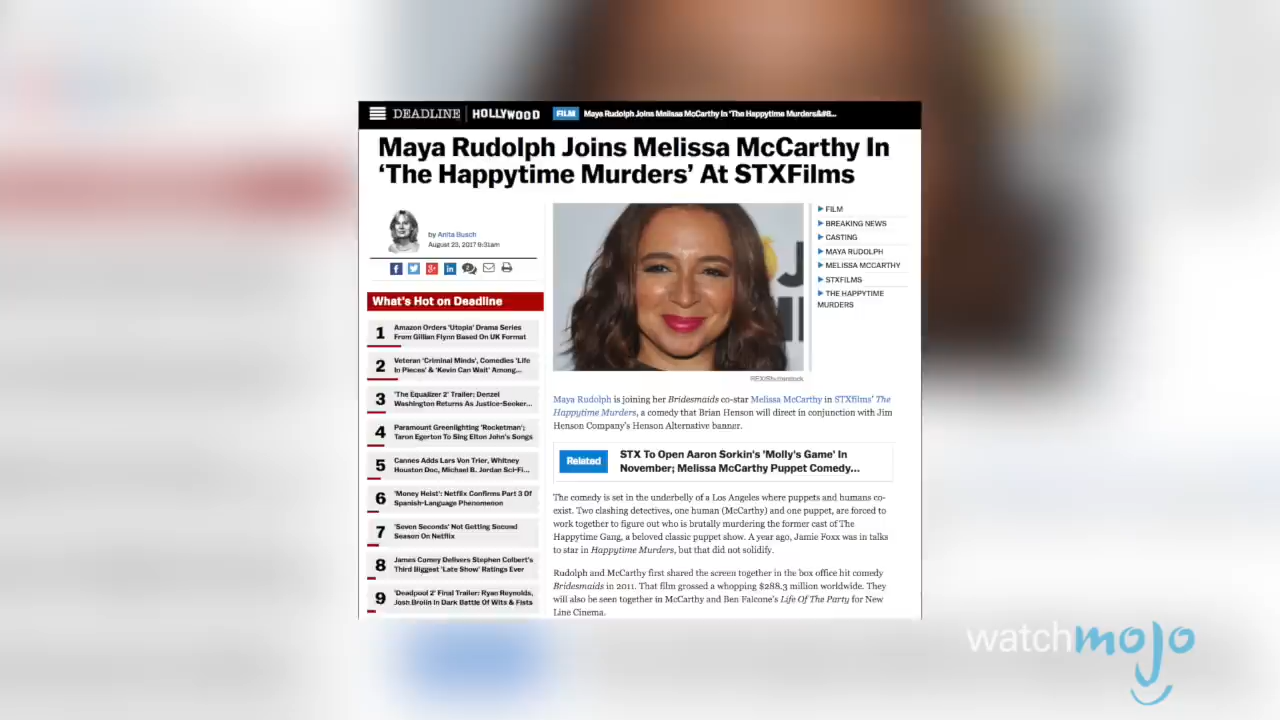 DEADLINE HOLLYWOOD FILM Maya Rudolph Joins Melissa McCarthy In 'The Happytime Murders&#8...
Maya Rudolph Joins Melissa McCarthy In
‘The Happytime Murders’ At STXFilms
by Anita Busch
August 23, 2017 9:31am
What's Hot on Deadline
1 Amazon Orders 'Utopia' Drama Series
From Gillian Flynn Based On UK Format
2 Veteran 'Criminal Minds', Comedies 'Life
In Pieces' & 'Kevin Can Wait' Among...
3 'The Equalizer 2' Trailer: Denzel
Washington Returns As Justice-Seeker...
4 Paramount Greenlighting 'Rocketman';
Taron Egerton To Sing Elton John's Songs
5 Cannes Adds Lars Von Trier, Whitney
Houston Doc, Michael B. Jordan Sci-Fi...
6 'Money Heist': Netflix Confirms Part 3 Of
Spanish-Language Phenomenon
7 'Seven Seconds' Not Getting Second
Season On Netflix
8 James Comey Delivers Stephen Colbert's
Third Biggest 'Late Show' Ratings Ever
9 'Deadpool 2' Final Trailer: Ryan Reynolds,
Josh Brolin In Dark Battle Of Wits & Fists
REX/Shutterstock
FILM
BREAKING NEWS
CASTING
MAYA RUDOLPH
MELISSA MCCARTHY
STXFILMS
THE HAPPYTIME
MURDERS
Maya Rudolph is joining her Bridesmaids co-star Melissa McCarthy in STXfilms' The
Happytime Murders, a comedy that Brian Henson will direct in conjunction with Jim
Henson Company's Henson Alternative banner.
Related STX To Open Aaron Sorkin's 'Molly's Game' In
November; Melissa McCarthy Puppet Comedy...
The comedy is set in the underbelly of a Los Angeles where puppets and humans co-
exist. Two clashing detectives, one human (McCarthy) and one puppet, are forced to
work together to figure out who is brutally murdering the former cast of The
Happytime Gang, a beloved classic puppet show. A year ago, Jamie Foxx was in talks
to star in Happytime Murders, but that did not solidify.
Rudolph and McCarthy first shared the screen together in the box office hit comedy
Bridesmaids in 2011. That film grossed a whopping $288.3 million worldwide. They
will also be seen together in McCarthy and Ben Falcone's Life Of The Party for New
Line Cinema.
watchmojo